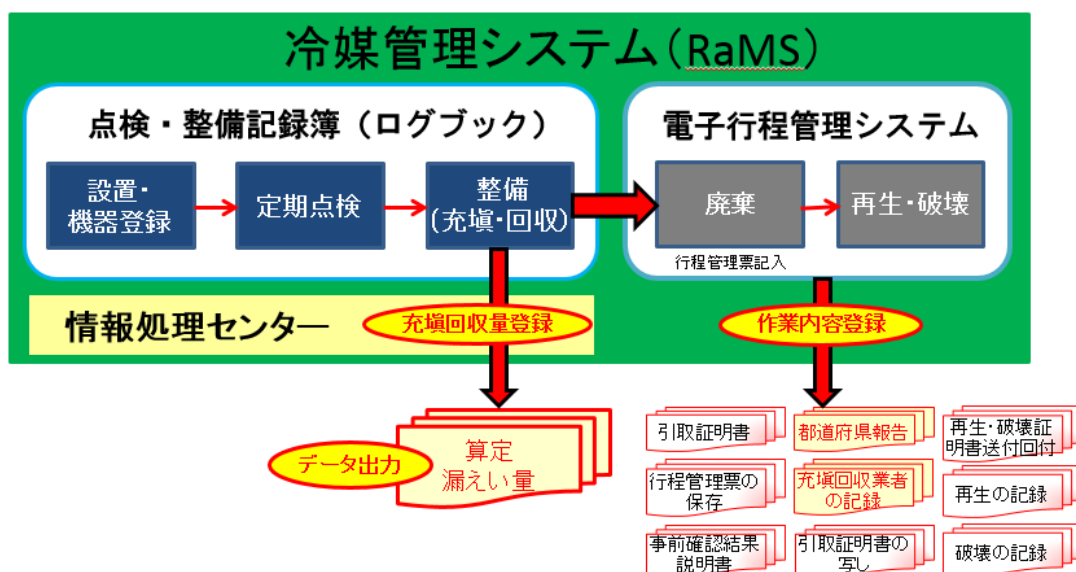 冷媒管理システム(RaMS)
点検・整備記録簿（ログブック）
設置・
機器登録
定期点検
整備
(充填・回収)
電子行程管理システム
廃棄
再生・破壊
行程管理票記入
情報処理センター
充填回収量登録
作業内容登録
データ出力
算定
漏えい量
引取証明書
都道府県報告
再生・破壊証
明書送付回付
行程管理票の
保存
充填回収業者
の記録
再生の記録
事前確認結果
説明書
引取証明書の
写し
破壊の記録